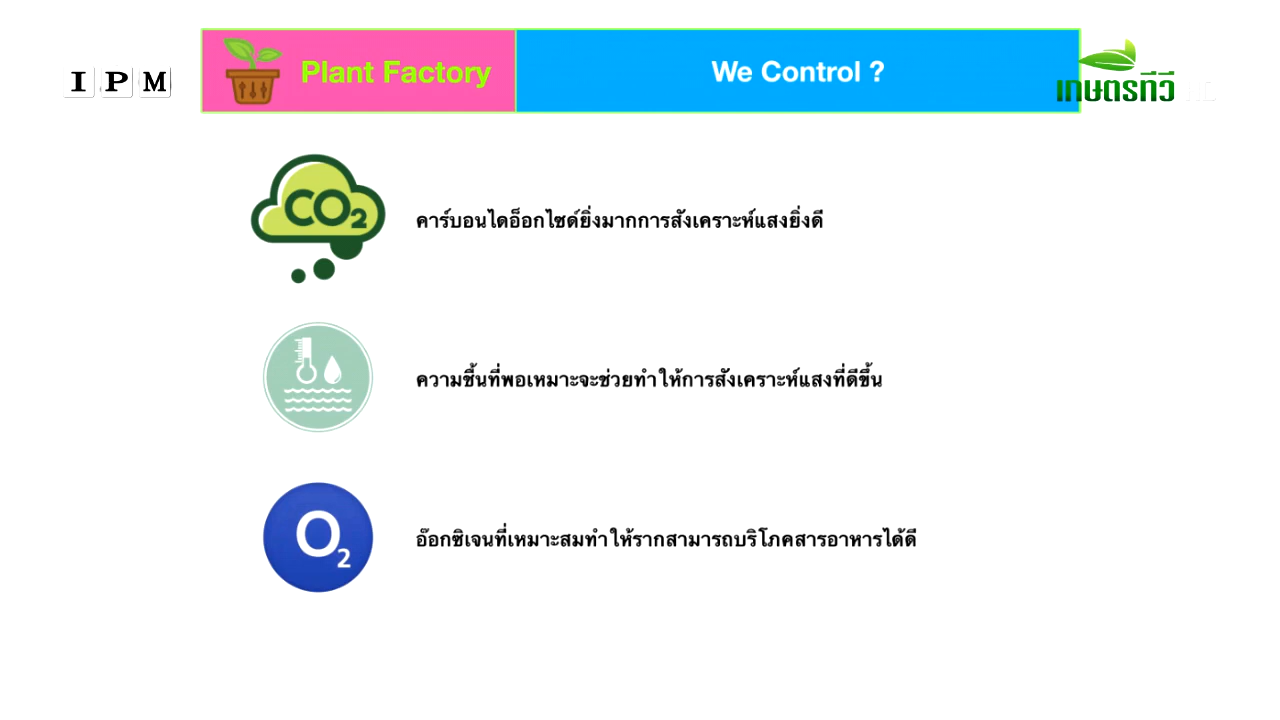 I P M
Plant Factory
We Control ?
เกษตรทีวี
CO2
คาร์บอนไดอ็อกไซด์ยิ่งมากการสังเคราะห์แสงยิ่งดี
ความชื้นที่พอเหมาะจะช่วยทำให้การสังเคราะห์แสงที่ดีขึ้น
O2
อ๊อกซิเจนที่เหมาะสมทำให้รากสามารถบริโภคสารอาหารได้ดี